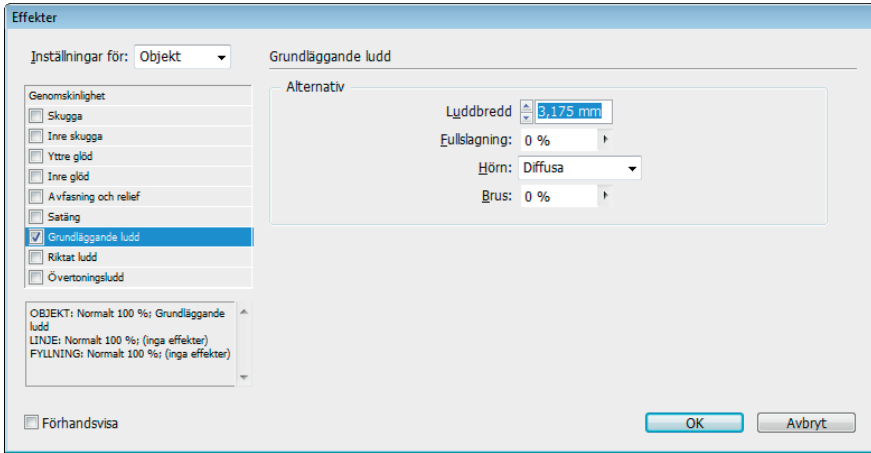 Effekter
Inställningar för: Objekt
Genomskinlighet
Skugga
Inre skugga
Yttre glöd
Inre glöd
Avfasning och relief
Satäng
Grundläggande ludd
Riktat ludd
Övertoningsludd
OBJEKT: Normalt 100 %; Grundläggande
ludd
LINJE: Normalt 100 %; (inga effekter)
FYLLNING: Normalt 100 %; (inga effekter)
Förhandsvisa
Grundläggande ludd
Alternativ
Luddbredd 3,175 mm
Fullslagning: 0 %
Hörn: Diffusa
Brus: 0 %
OK Avbryt